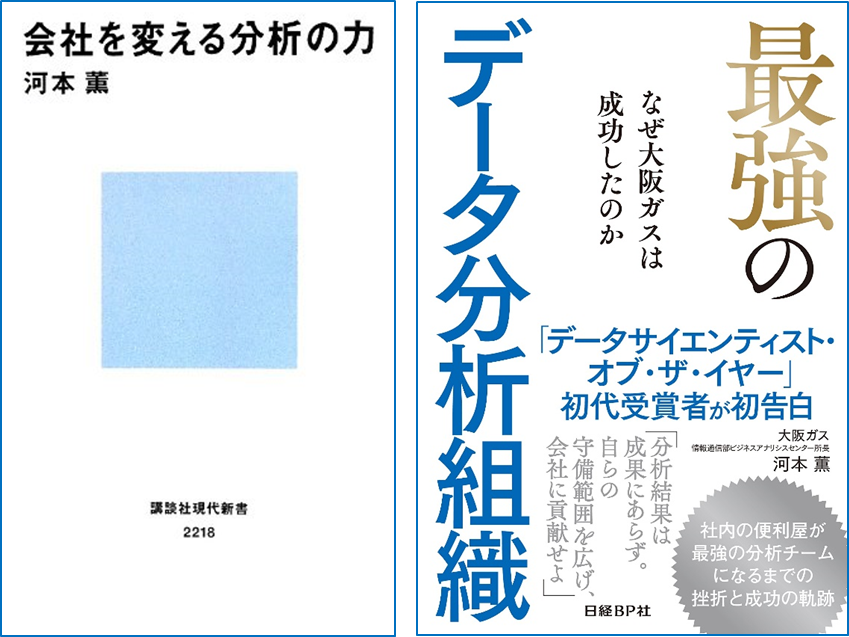 会社を変える分析の力
河本 薫
講談社現代新書
2218
最強の
データ分析組織
なぜ大阪ガスは
成功したのか
「データサイエンティスト・
オブ・ザ・イヤー」
初代受賞者が初告白
大阪ガス
情報通信部ビジネスアナリシスセンター所長
河本 薫
「分析結果は
成果にあらず。
自らの
守備範囲を広げ、
会社に貢献せよ」
社内の便利屋が
最強の分析チーム
になるまでの
挫折と成功の軌跡
日経BP社